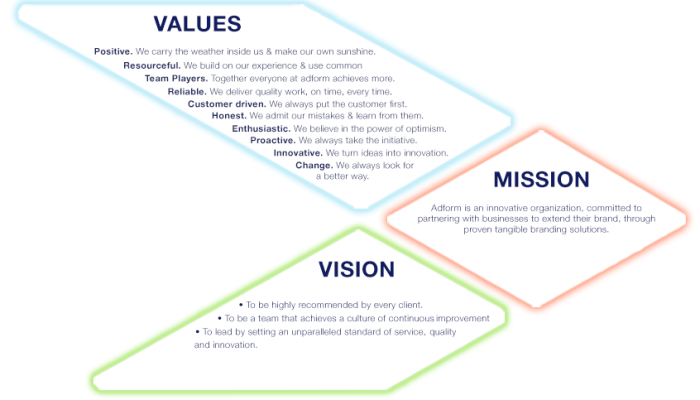 VALUES
Positive. We carry the weather inside us & make our own sunshine.
Resourceful. We build on our experience & use common
Team Players. Together everyone at adform achieves more.
Reliable. We deliver quality work, on time, every time.
Customer driven. We always put the customer first.
Honest. We admit our mistakes & learn from them.
Enthusiastic. We believe in the power of optimism.
Proactive. We always take the initiative.
Innovative. We turn ideas into innovation.
Change. We always look for
a better way.
MISSION
Adform is an innovative organization, committed to
partnering with businesses to extend their brand, through
proven tangible branding solutions.
VISION
• To be highly recommended by every client.
• To be a team that achieves a culture of continuous improvement
• To lead by setting an unparalleled standard of service, quality
and innovation.